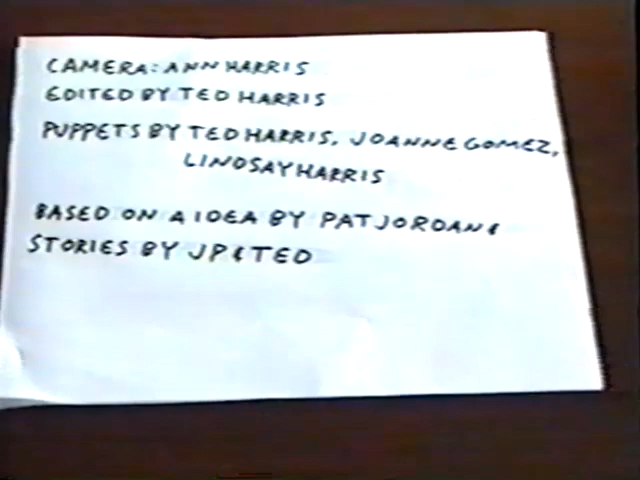 CAMERA: ANN HARRIS
EDITED BY TED HARRIS
PUPPETS BY TED HARRIS, JOANNE GOMEZ,
LINDSAY HARRIS
BASED ON A IDEA BY PAT JORDAN &
STORIES BY JP & TED